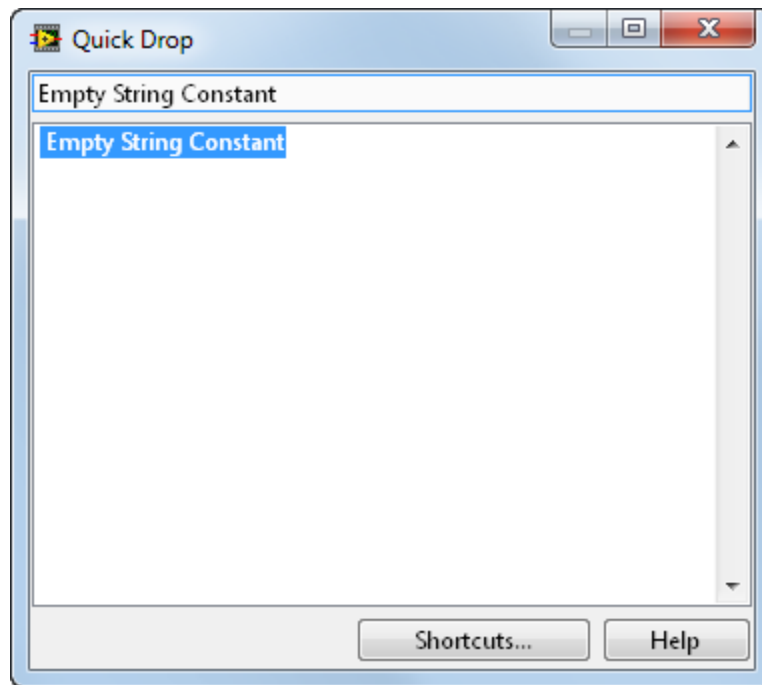 Quick Drop
Empty String Constant
Empty String Constant
Shortcuts...
Help